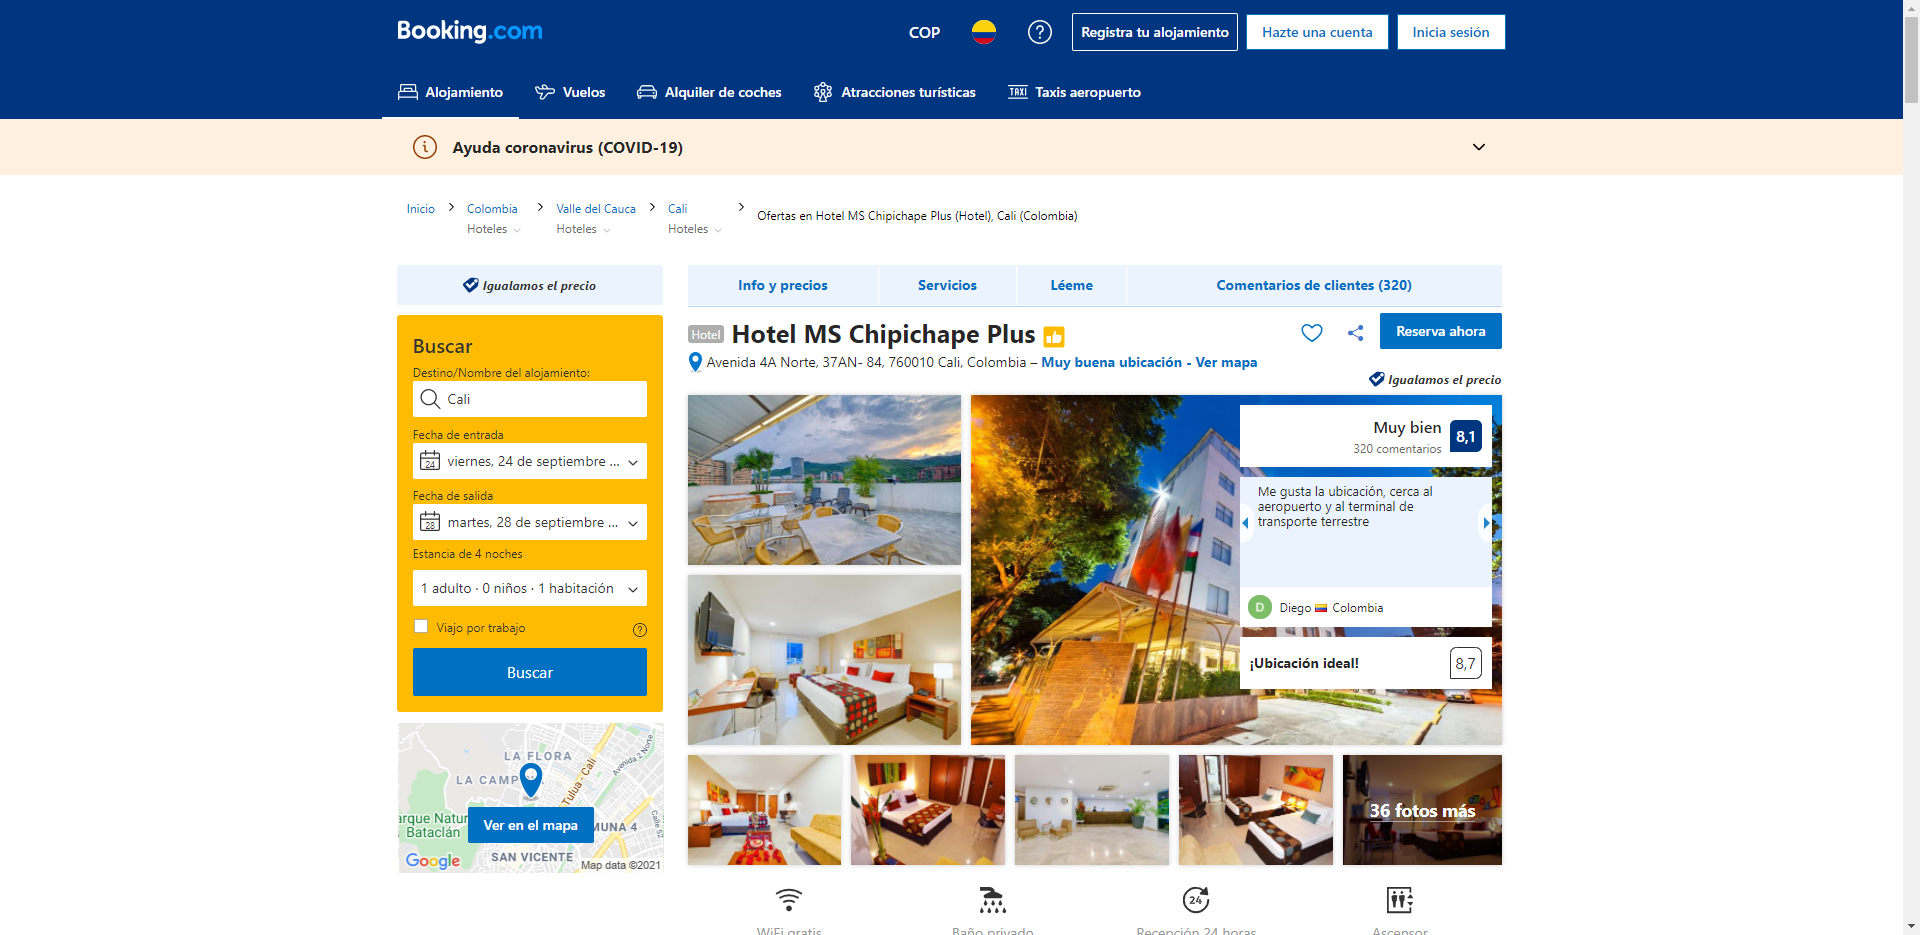 Booking.com
COP
Registra tu alojamiento
Hazte una cuenta
Inicia sesión
Alojamiento
Vuelos
Alquiler de coches
Atracciones turísticas
TAXI
Taxis aeropuerto
Ayuda coronavirus (COVID-19)
Inicio
Colombia
Hoteles
Valle del Cauca
Hoteles
Cali
Hoteles
Ofertas en Hotel MS Chipichape Plus (Hotel), Cali (Colombia)
Igualamos el precio
Buscar
Destino/Nombre del alojamiento:
Cali
Fecha de entrada
24
viernes, 24 de septiembre ...
Fecha de salida
28
martes, 28 de septiembre ...
Estancia de 4 noches
1 adulto · 0 niños · 1 habitación
Viajo por trabajo
Buscar
LA FLORA
LA CAMP
Tulua - Cali
Avenida 2 Norte
Calle 52
arque Natur
Bataclán
Ver en el mapa
MUNA 4
SAN VICENTE
Google
Map data ©2021
Info y precios
Servicios
Léeme
Comentarios de clientes (320)
Hotel
Hotel MS Chipichape Plus
Reserva ahora
Avenida 4A Norte, 37AN- 84, 760010 Cali, Colombia – Muy buena ubicación - Ver mapa
Igualamos el precio
Muy bien
320 comentarios
8,1
Me gusta la ubicación, cerca al
aeropuerto y al terminal de
transporte terrestre
D
Diego
Colombia
¡Ubicación ideal!
8,7
36 fotos más
24
WiFi gratis
Baño privado
Recepción 24 horas
Ascensor